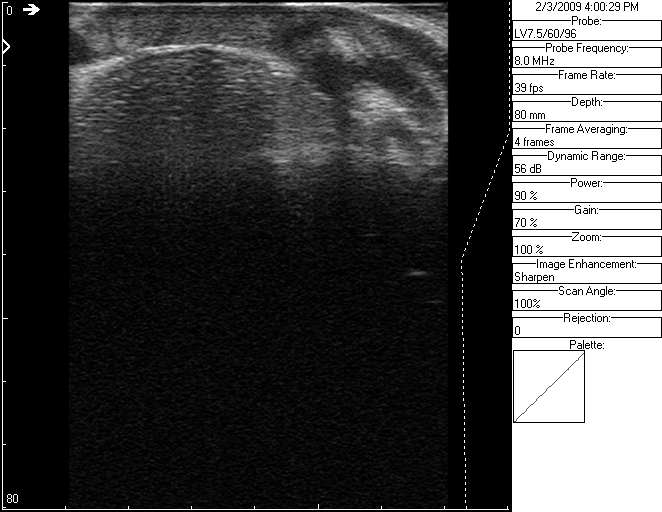 0
80
2/3/2009 4:00:29 PM
Probe:
LV7.5/60/96
Probe Frequency:
8.0 MHz
Frame Rate:
39 fps
Depth:
80 mm
Frame Averaging:
4 frames
Dynamic Range:
56 dB
Power:
90 %
Gain:
70 %
Zoom:
100 %
Image Enhancement:
Sharpen
Scan Angle:
100%
Rejection:
0
Palette: